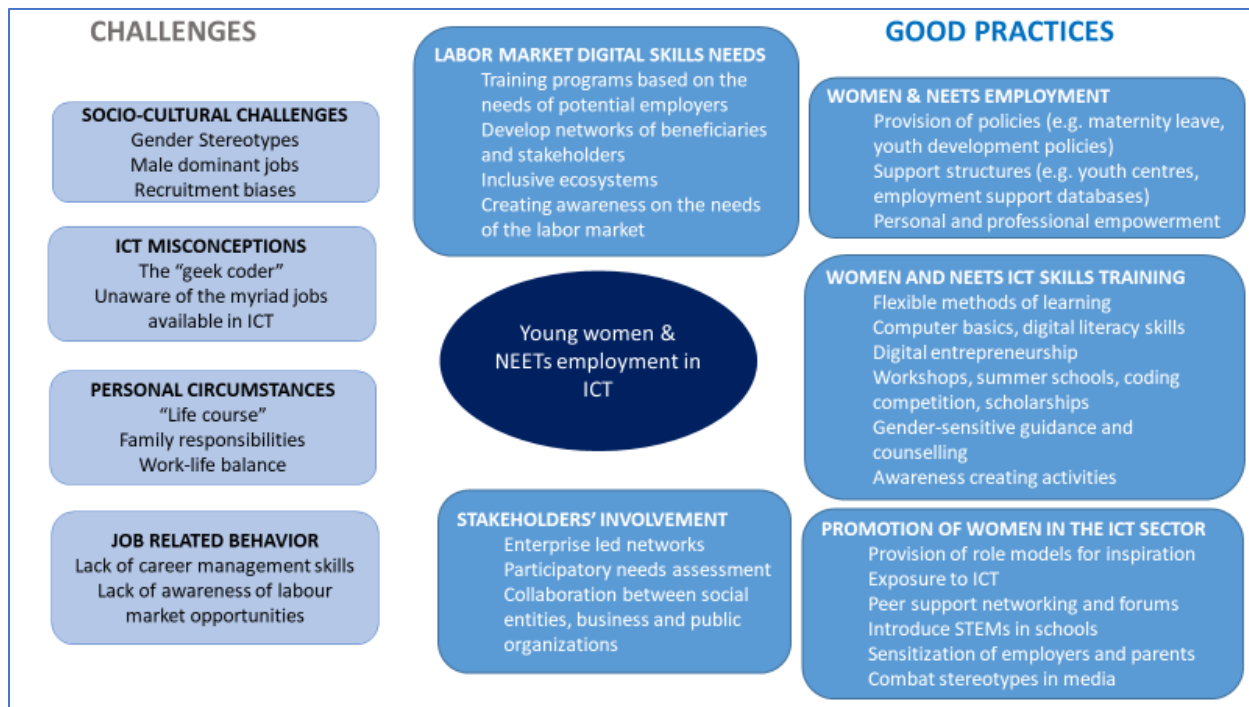 CHALLENGES
SOCIO-CULTURAL CHALLENGES
Gender Stereotypes
Male dominant jobs
Recruitment biases
ICT MISCONCEPTIONS
The “geek coder”
Unaware of the myriad jobs
available in ICT
PERSONAL CIRCUMSTANCES
“Life course”
Family responsibilities
Work-life balance
JOB RELATED BEHAVIOR
Lack of career management skills
Lack of awareness of labour
market opportunities
LABOR MARKET DIGITAL SKILLS NEEDS
Training programs based on the
needs of potential employers
Develop networks of beneficiaries
and stakeholders
Inclusive ecosystems
Creating awareness on the needs
of the labor market
Young women &
NEETs employment in
ICT
STAKEHOLDERS’ INVOLVEMENT
Enterprise led networks
Participatory needs assessment
Collaboration between social
entities, business and public
organizations
GOOD PRACTICES
WOMEN & NEETS EMPLOYMENT
Provision of policies (e.g. maternity leave,
youth development policies)
Support structures (e.g. youth centres,
employment support databases)
Personal and professional empowerment
WOMEN AND NEETS ICT SKILLS TRAINING
Flexible methods of learning
Computer basics, digital literacy skills
Digital entrepreneurship
Workshops, summer schools, coding
competition, scholarships
Gender-sensitive guidance and
counselling
Awareness creating activities
PROMOTION OF WOMEN IN THE ICT SECTOR
Provision of role models for inspiration
Exposure to ICT
Peer support networking and forums
Introduce STEMs in schools
Sensitization of employers and parents
Combat stereotypes in media